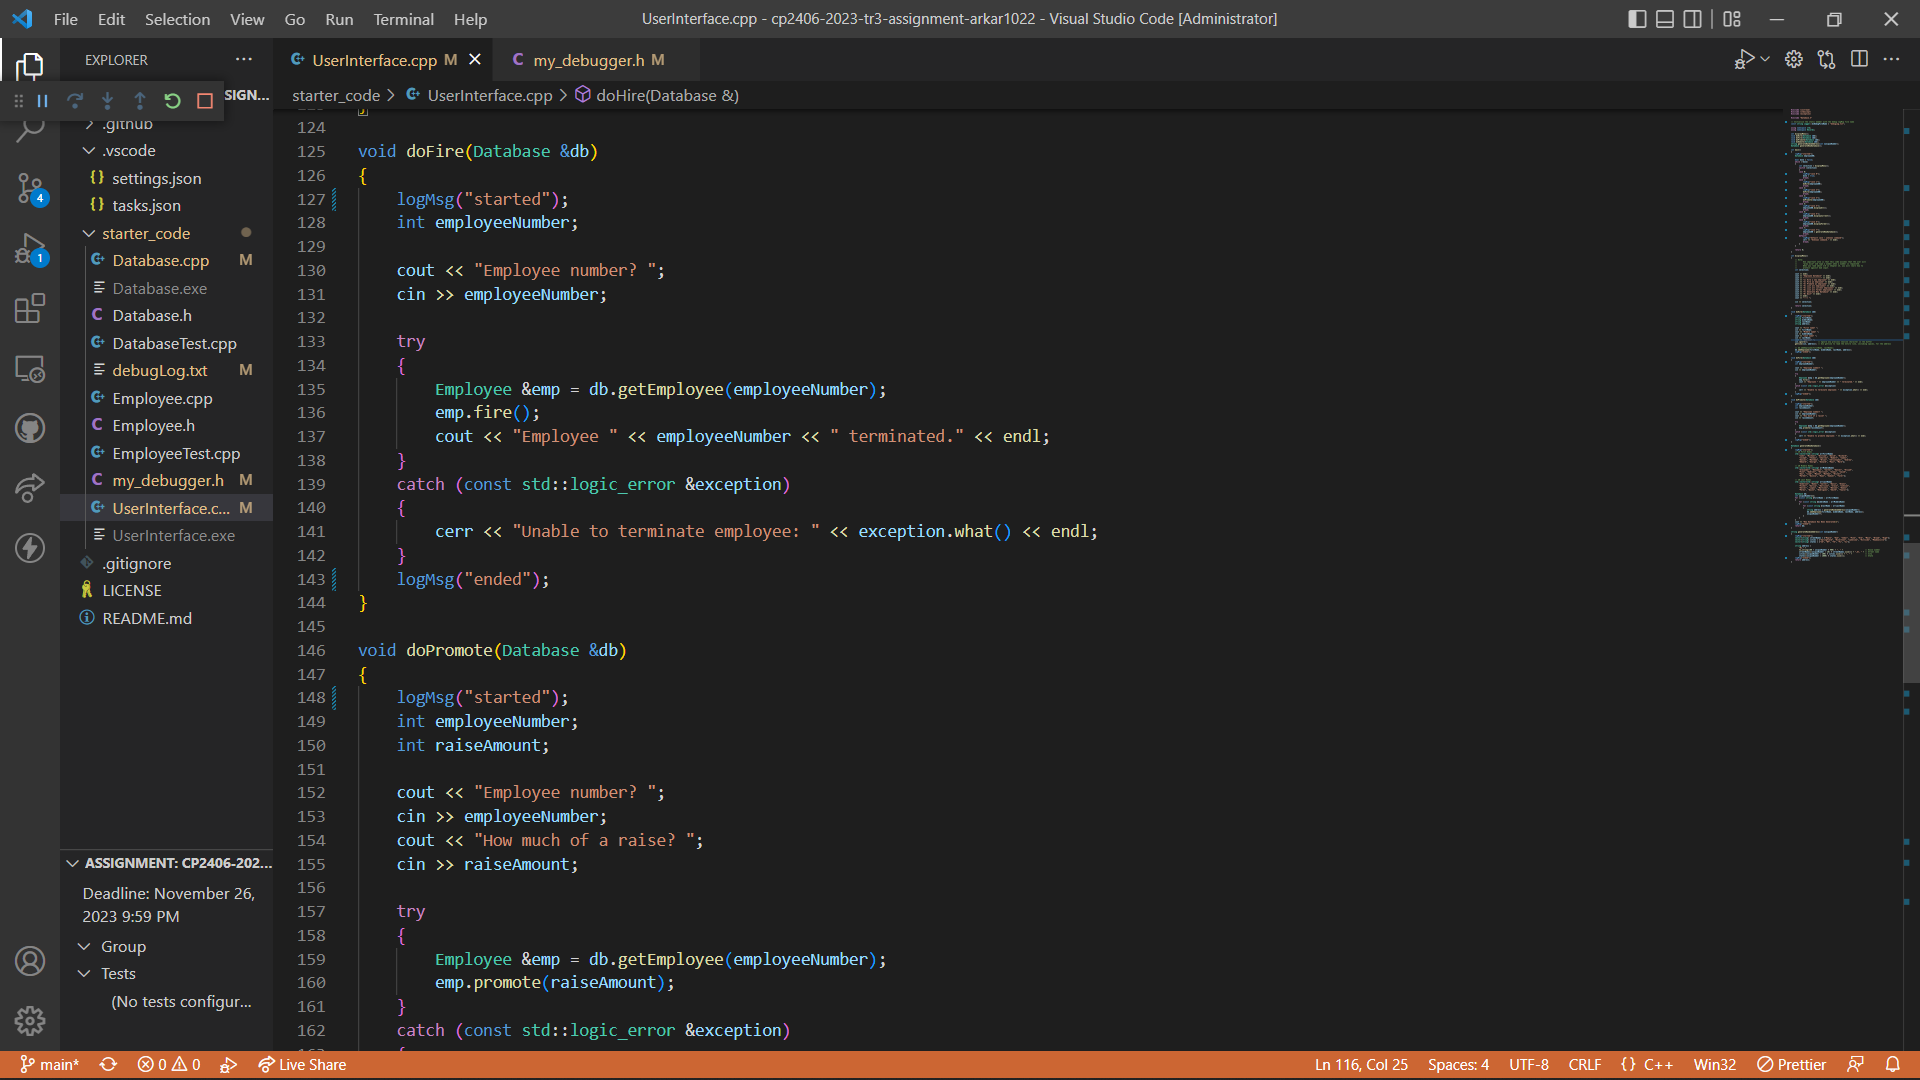 File Edit Selection View Go Run Terminal Help
UserInterface.cpp - cp2406-2023-tr3-assignment-arkar1022 - Visual Studio Code [Administrator]
EXPLORER
SIGN...
.github
.vscode
settings.json
tasks.json
starter_code
Database.cpp M
Database.exe
Database.h
DatabaseTest.cpp
debugLog.txt M
Employee.cpp
Employee.h
EmployeeTest.cpp
my_debugger.h M
UserInterface.c... M
UserInterface.exe
.gitignore
LICENSE
README.md
ASSIGNMENT: CP2406-202...
Deadline: November 26,
2023 9:59 PM
Group
Tests
(No tests configur...
4
1
UserInterface.cpp M
my_debugger.h M
starter_code > UserInterface.cpp > doHire(Database &)
124
125 void doFire(Database &db)
126 {
127 logMsg("started");
128 int employeeNumber;
129
130 cout << "Employee number? ";
131 cin >> employeeNumber;
132
133 try
134 {
135 Employee &emp = db.getEmployee(employeeNumber);
136 emp.fire();
137 cout << "Employee " << employeeNumber << " terminated." << endl;
138 }
139 catch (const std::logic_error &exception)
140 {
141 cerr << "Unable to terminate employee: " << exception.what() << endl;
142 }
143 logMsg("ended");
144 }
145
146 void doPromote(Database &db)
147 {
148 logMsg("started");
149 int employeeNumber;
150 int raiseAmount;
151
152 cout << "Employee number? ";
153 cin >> employeeNumber;
154 cout << "How much of a raise? ";
155 cin >> raiseAmount;
156
157 try
158 {
159 Employee &emp = db.getEmployee(employeeNumber);
160 emp.promote(raiseAmount);
161 }
162 catch (const std::logic_error &exception)
main* 0 0 Live Share
Ln 116, Col 25 Spaces: 4 UTF-8 CRLF {} C++ Win32 Prettier